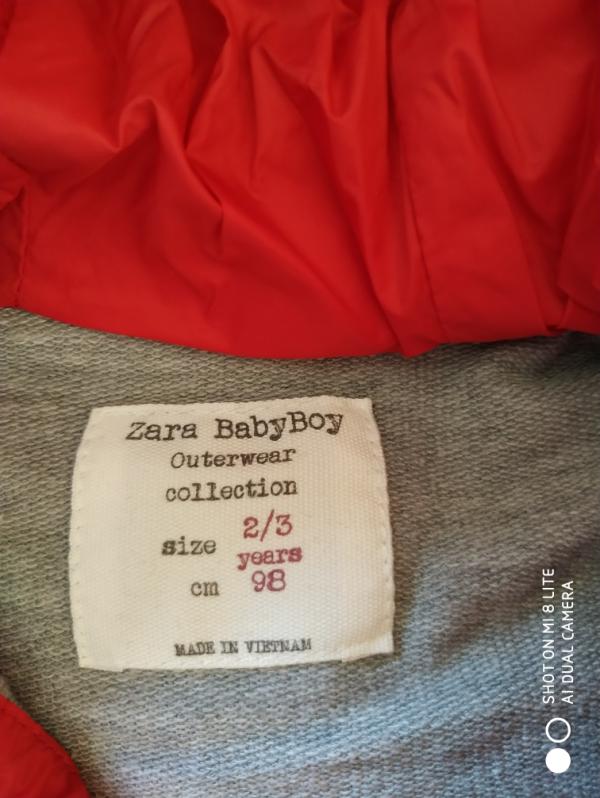 Zara BabyBoy
Outerwear
collection
size 2/3
years
cm 98
MADE IN VIETNAM
SHOT ON MI 8 LITE
AI DUAL CAMERA